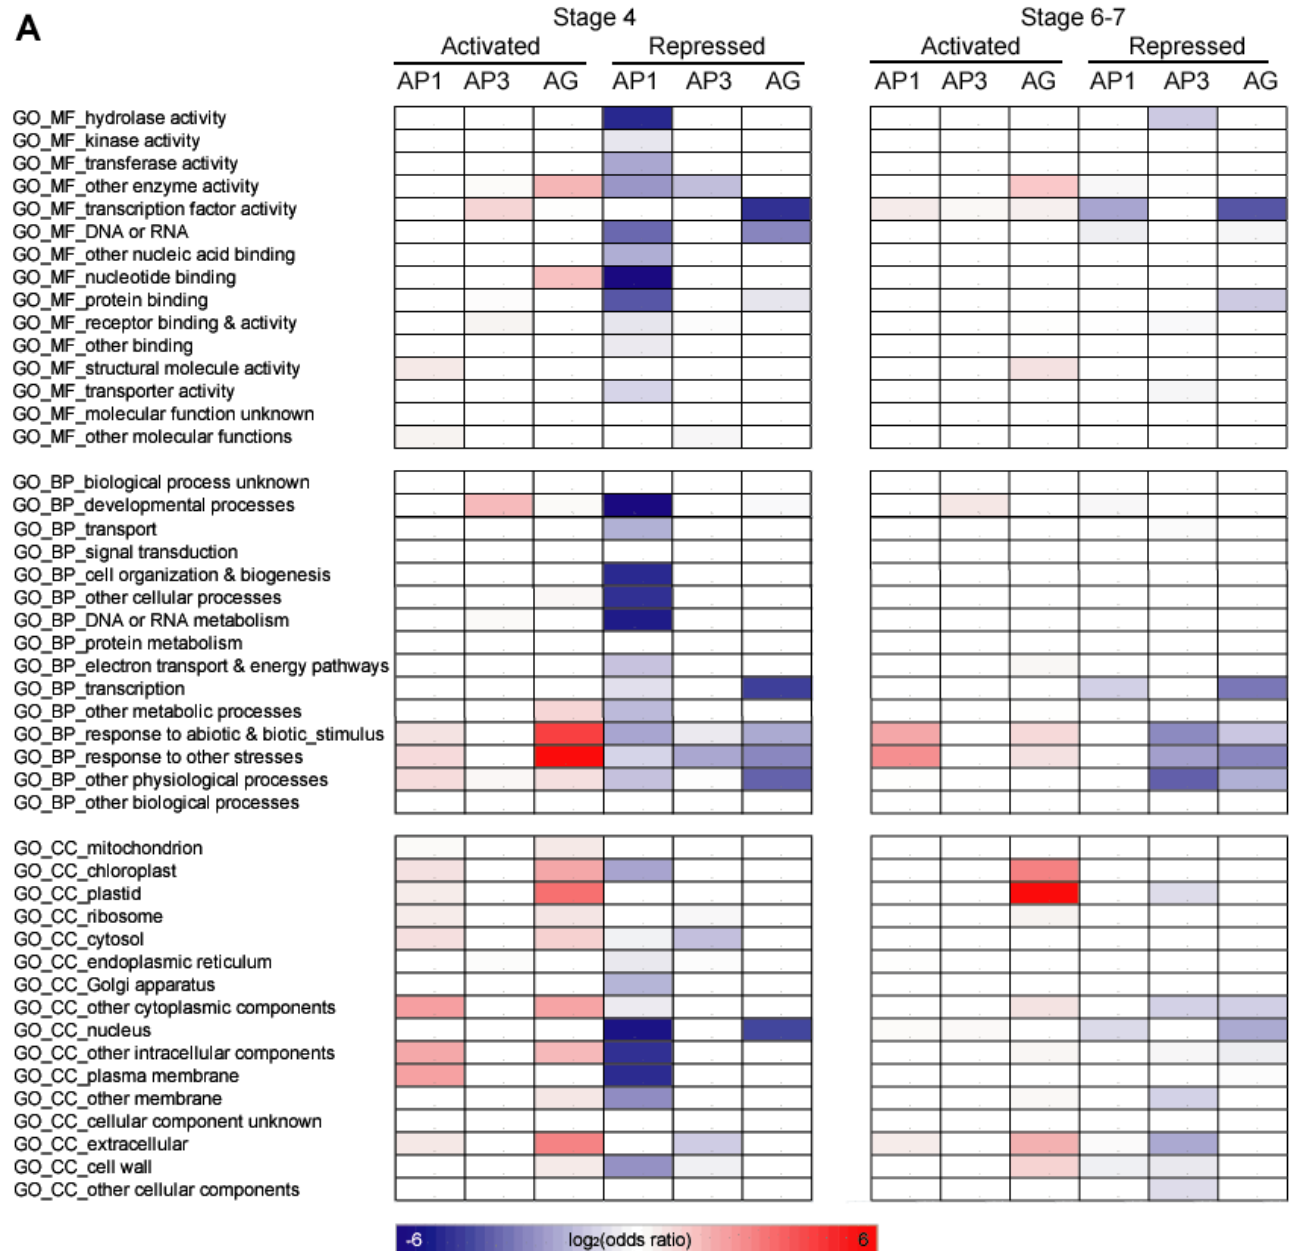 A
Stage 4 Stage 6-7
Activated Repressed Activated Repressed
AP1 AP3 AG AP1 AP3 AG AP1 AP3 AG AP1 AP3 AG
GO_MF_hydrolase activity
GO_MF_kinase activity
GO_MF_transferase activity
GO_MF_other enzyme activity
GO_MF_transcription factor activity
GO_MF_DNA or RNA
GO_MF_other nucleic acid binding
GO_MF_nucleotide binding
GO_MF_protein binding
GO_MF_receptor binding & activity
GO_MF_other binding
GO_MF_structural molecule activity
GO_MF_transporter activity
GO_MF_molecular function unknown
GO_MF_other molecular functions
GO_BP_biological process unknown
GO_BP_developmental processes
GO_BP_transport
GO_BP_signal transduction
GO_BP_cell organization & biogenesis
GO_BP_other cellular processes
GO_BP_DNA or RNA metabolism
GO_BP_protein metabolism
GO_BP_electron transport & energy pathways
GO_BP_transcription
GO_BP_other metabolic processes
GO_BP_response to abiotic & biotic_stimulus
GO_BP_response to other stresses
GO_BP_other physiological processes
GO_BP_other biological processes
GO_CC_mitochondrion
GO_CC_chloroplast
GO_CC_plastid
GO_CC_ribosome
GO_CC_cytosol
GO_CC_endoplasmic reticulum
GO_CC_Golgi apparatus
GO_CC_other cytoplasmic components
GO_CC_nucleus
GO_CC_other intracellular components
GO_CC_plasma membrane
GO_CC_other membrane
GO_CC_cellular component unknown
GO_CC_extracellular
GO_CC_cell wall
GO_CC_other cellular components
-6 log₂(odds ratio) 6